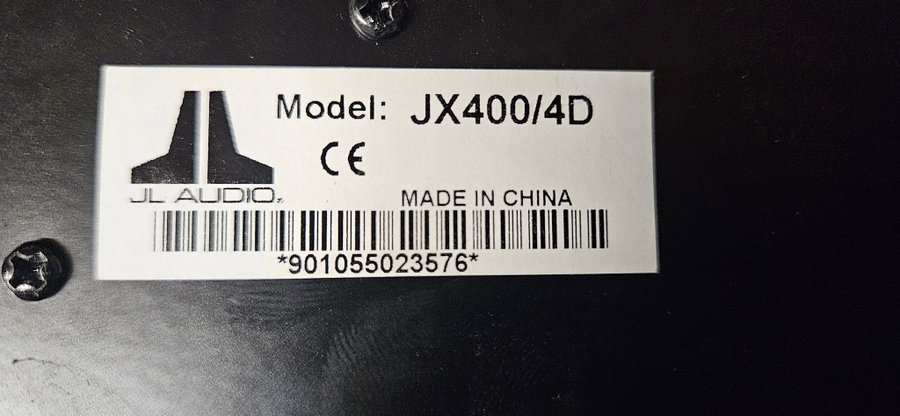 Model: JX400/4D
CE
JL AUDIO®
MADE IN CHINA
*901055023576*